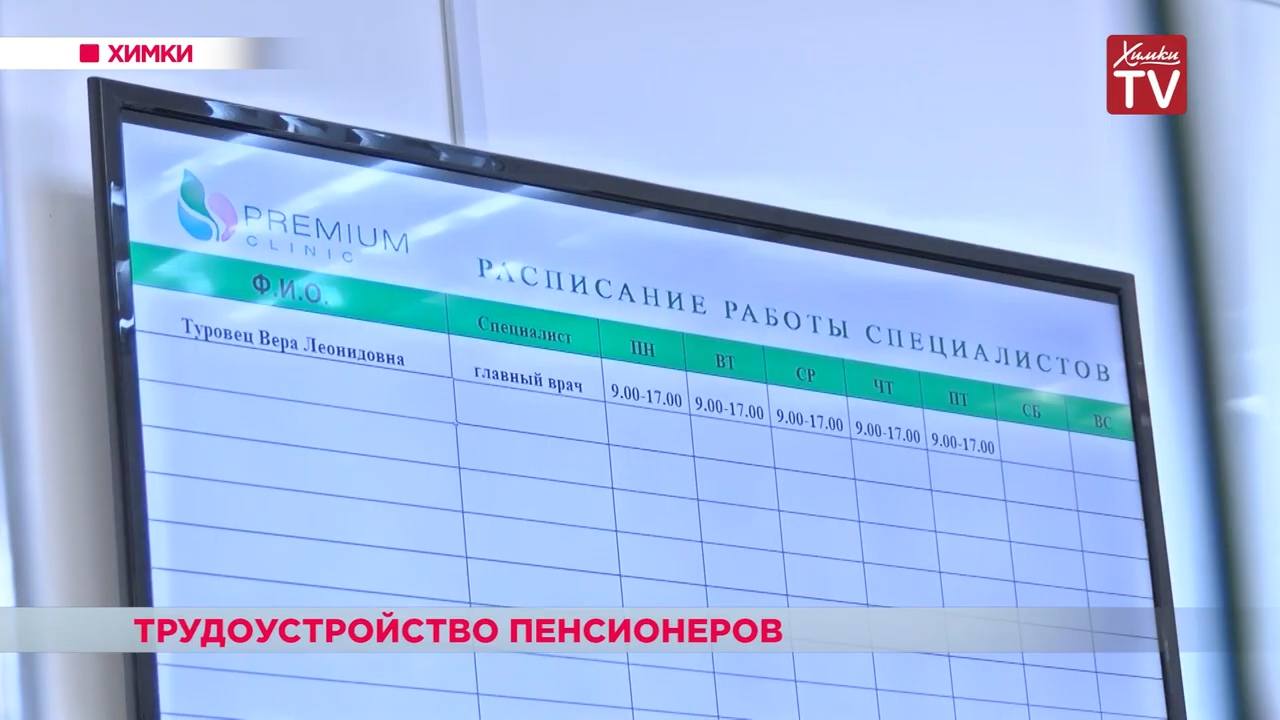 ХИМКИ
Химки
TV
PREMIUM
CLINIC
РАСПИСАНИЕ РАБОТЫ СПЕЦИАЛИСТОВ
Ф.И.О. Специалист ПН ВТ СР ЧТ ПТ СБ ВС
Туровец Вера Леонидовна главный врач 9.00-17.00 9.00-17.00 9.00-17.00 9.00-17.00 9.00-17.00
ТРУДОУСТРОЙСТВО ПЕНСИОНЕРОВ